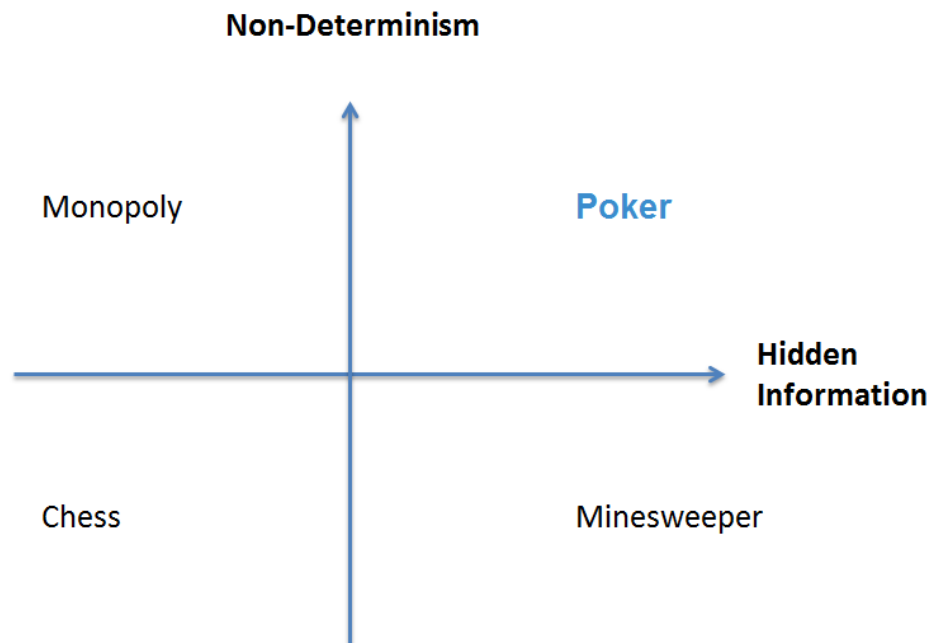 Non-Determinism
Monopoly
Poker
Hidden
Information
Chess
Minesweeper